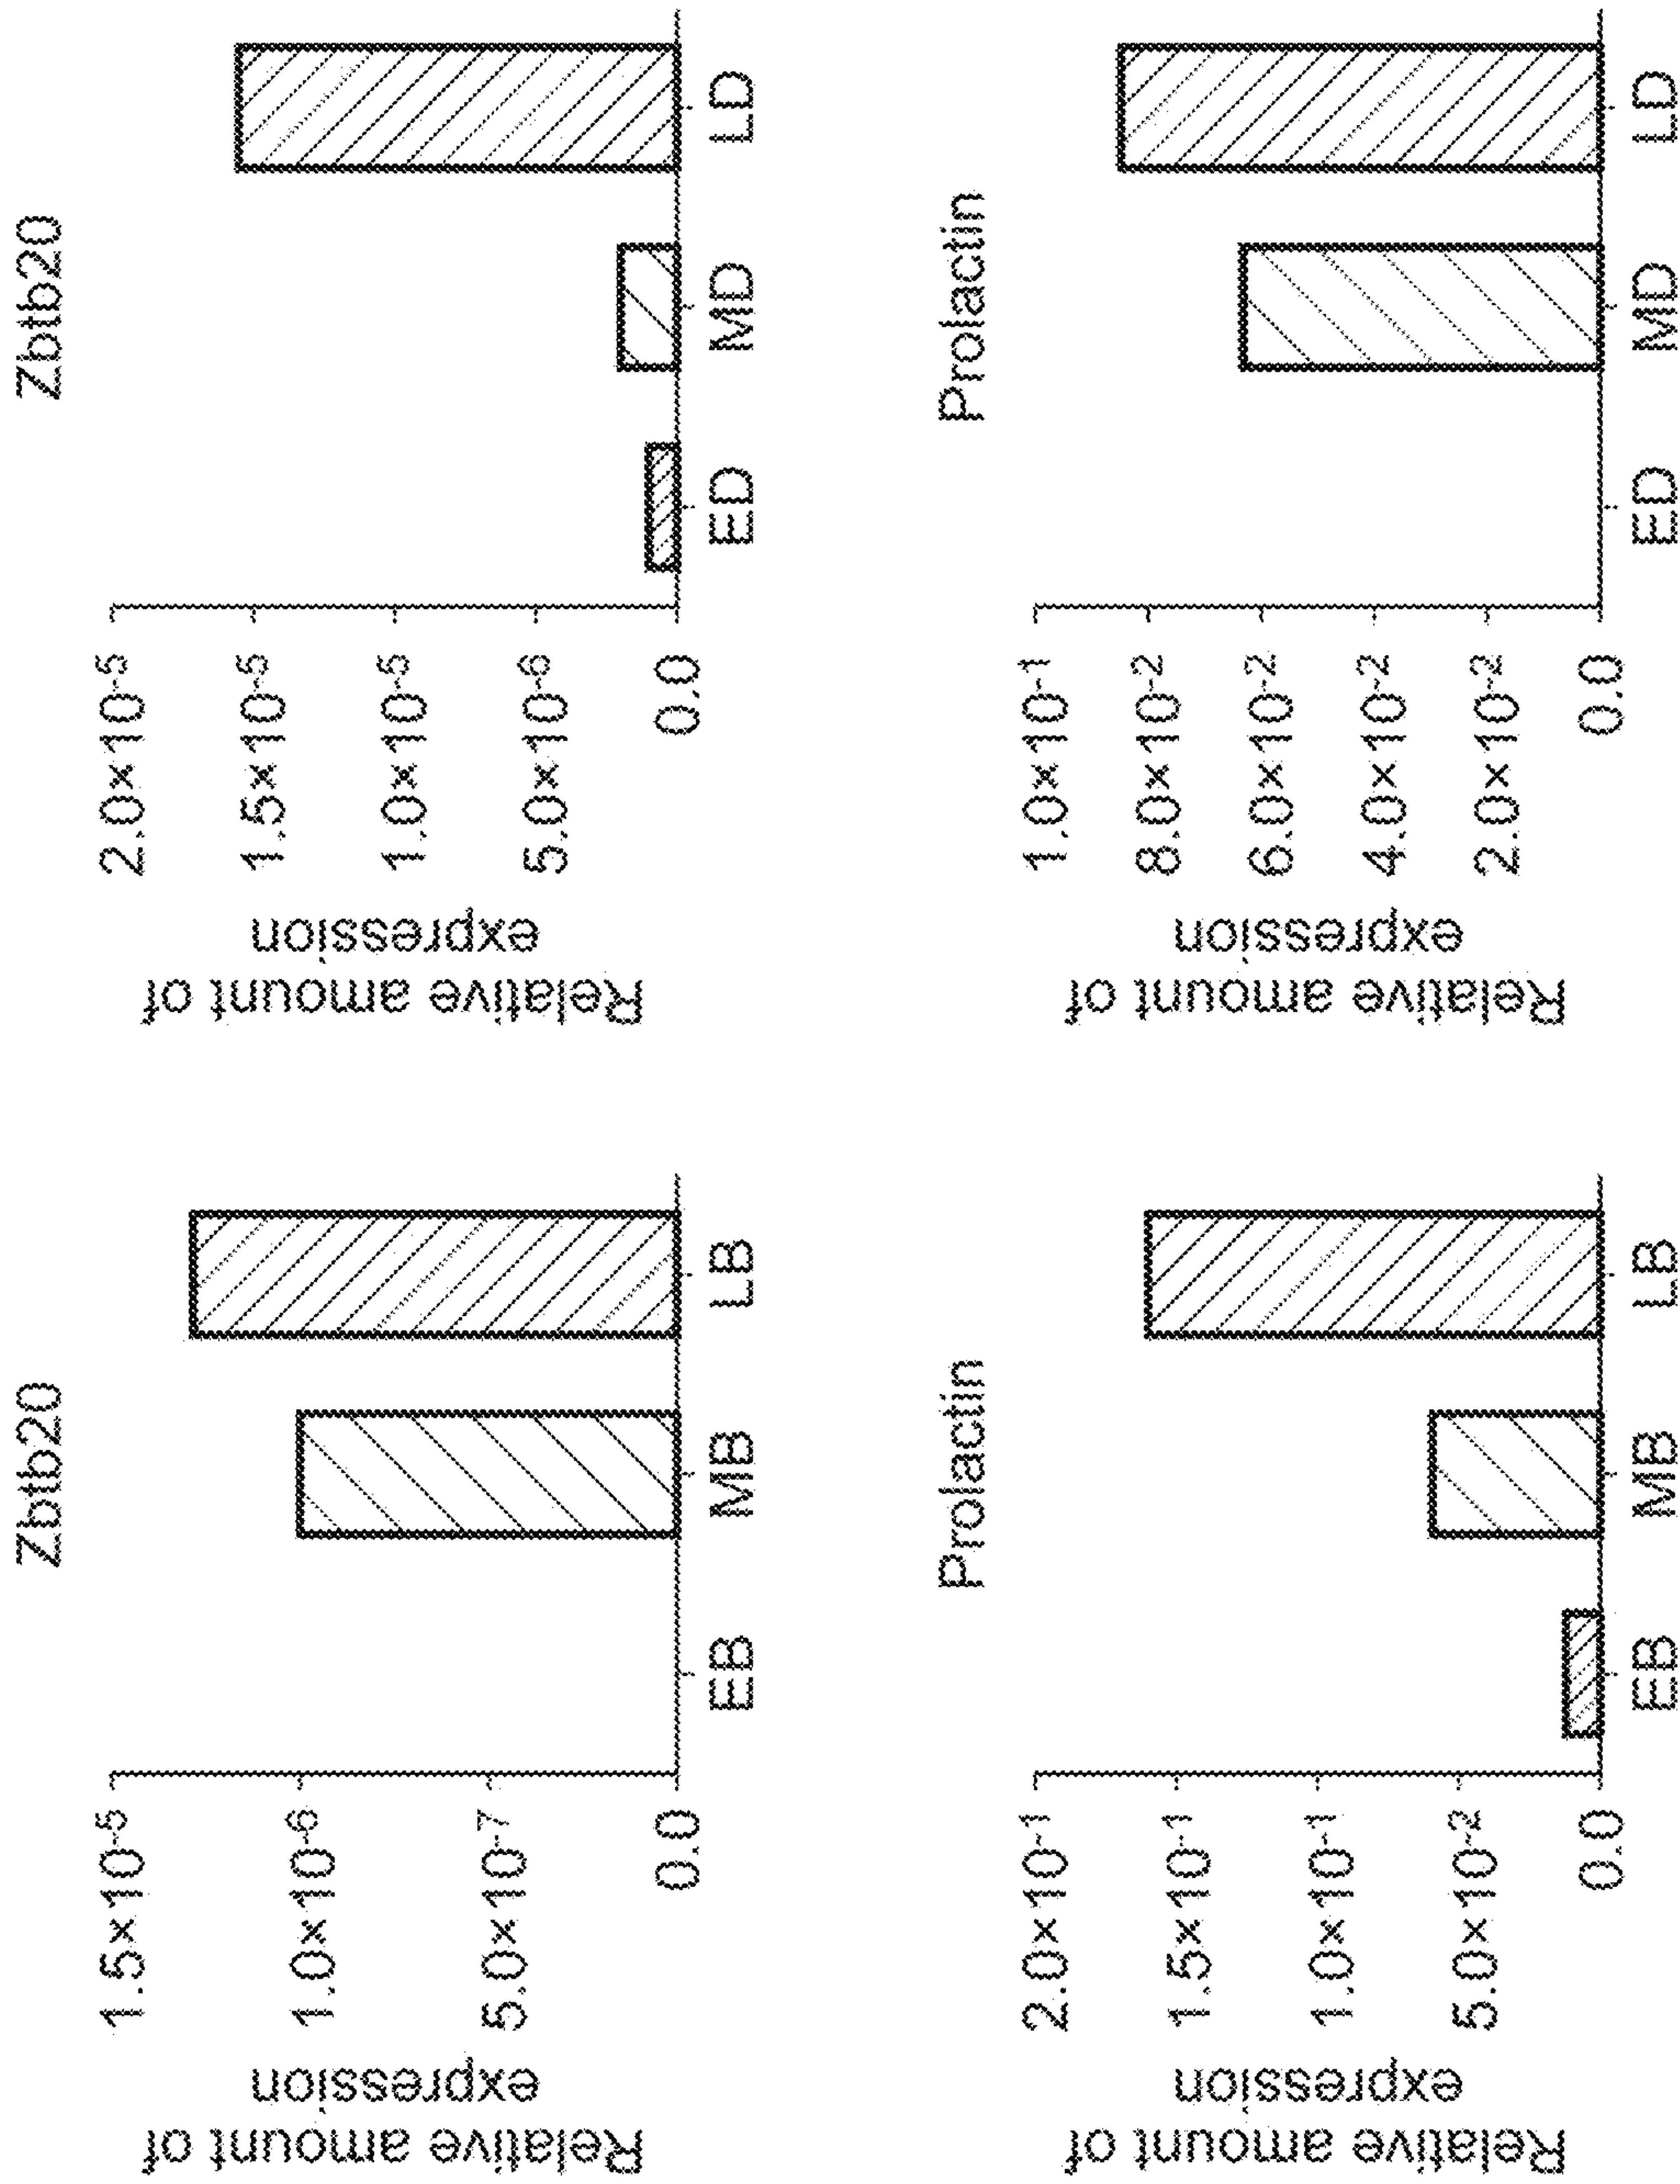 Zbtb20
Relative amount of
expression
1.5×10⁻⁵
1.0×10⁻⁶
5.0×10⁻⁷
0.0
EB MB LB
Zbtb20
Relative amount of
expression
2.0×10⁻⁵
1.5×10⁻⁵
1.0×10⁻⁵
5.0×10⁻⁶
0.0
ED MD LD
Prolactin
Relative amount of
expression
2.0×10⁻¹
1.5×10⁻¹
1.0×10⁻¹
5.0×10⁻²
0.0
EB MB LB
Prolactin
Relative amount of
expression
1.0×10⁻¹
8.0×10⁻²
6.0×10⁻²
4.0×10⁻²
2.0×10⁻²
0.0
ED MD LD